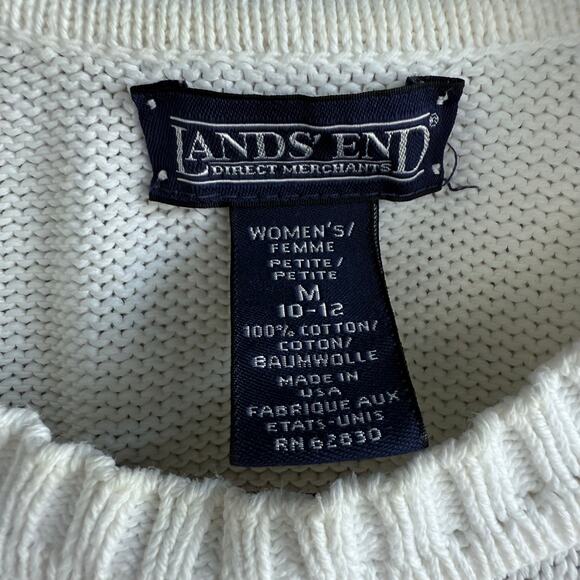 LANDS' END®
DIRECT MERCHANTS
WOMEN'S/
FEMME
PETITE/
PETITE
M
10-12
100% COTTON/
COTON/
BAUMWOLLE
MADE IN
USA
FABRIQUE AUX
ETATS-UNIS
RN 62830